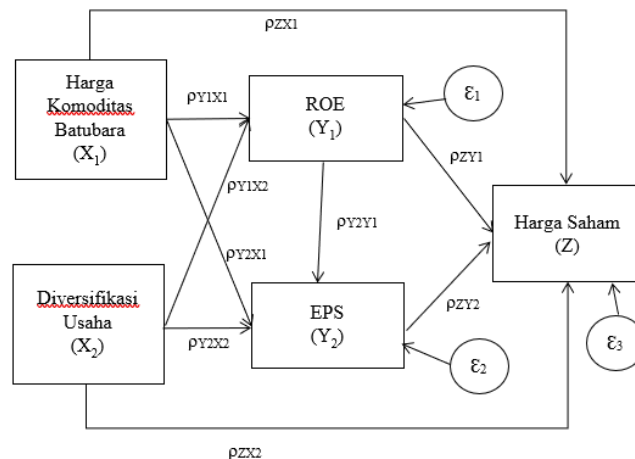 ρZX1
Harga
Komoditas
Batubara
(X1)
ρY1X1
ROE
(Y1)
ε1
ρY1X2
ρZY1
ρY2Y1
Harga Saham
(Z)
ρY2X1
Diversifikasi
Usaha
(X2)
EPS
(Y2)
ρZY2
ρY2X2
ε2
ε3
ρZX2